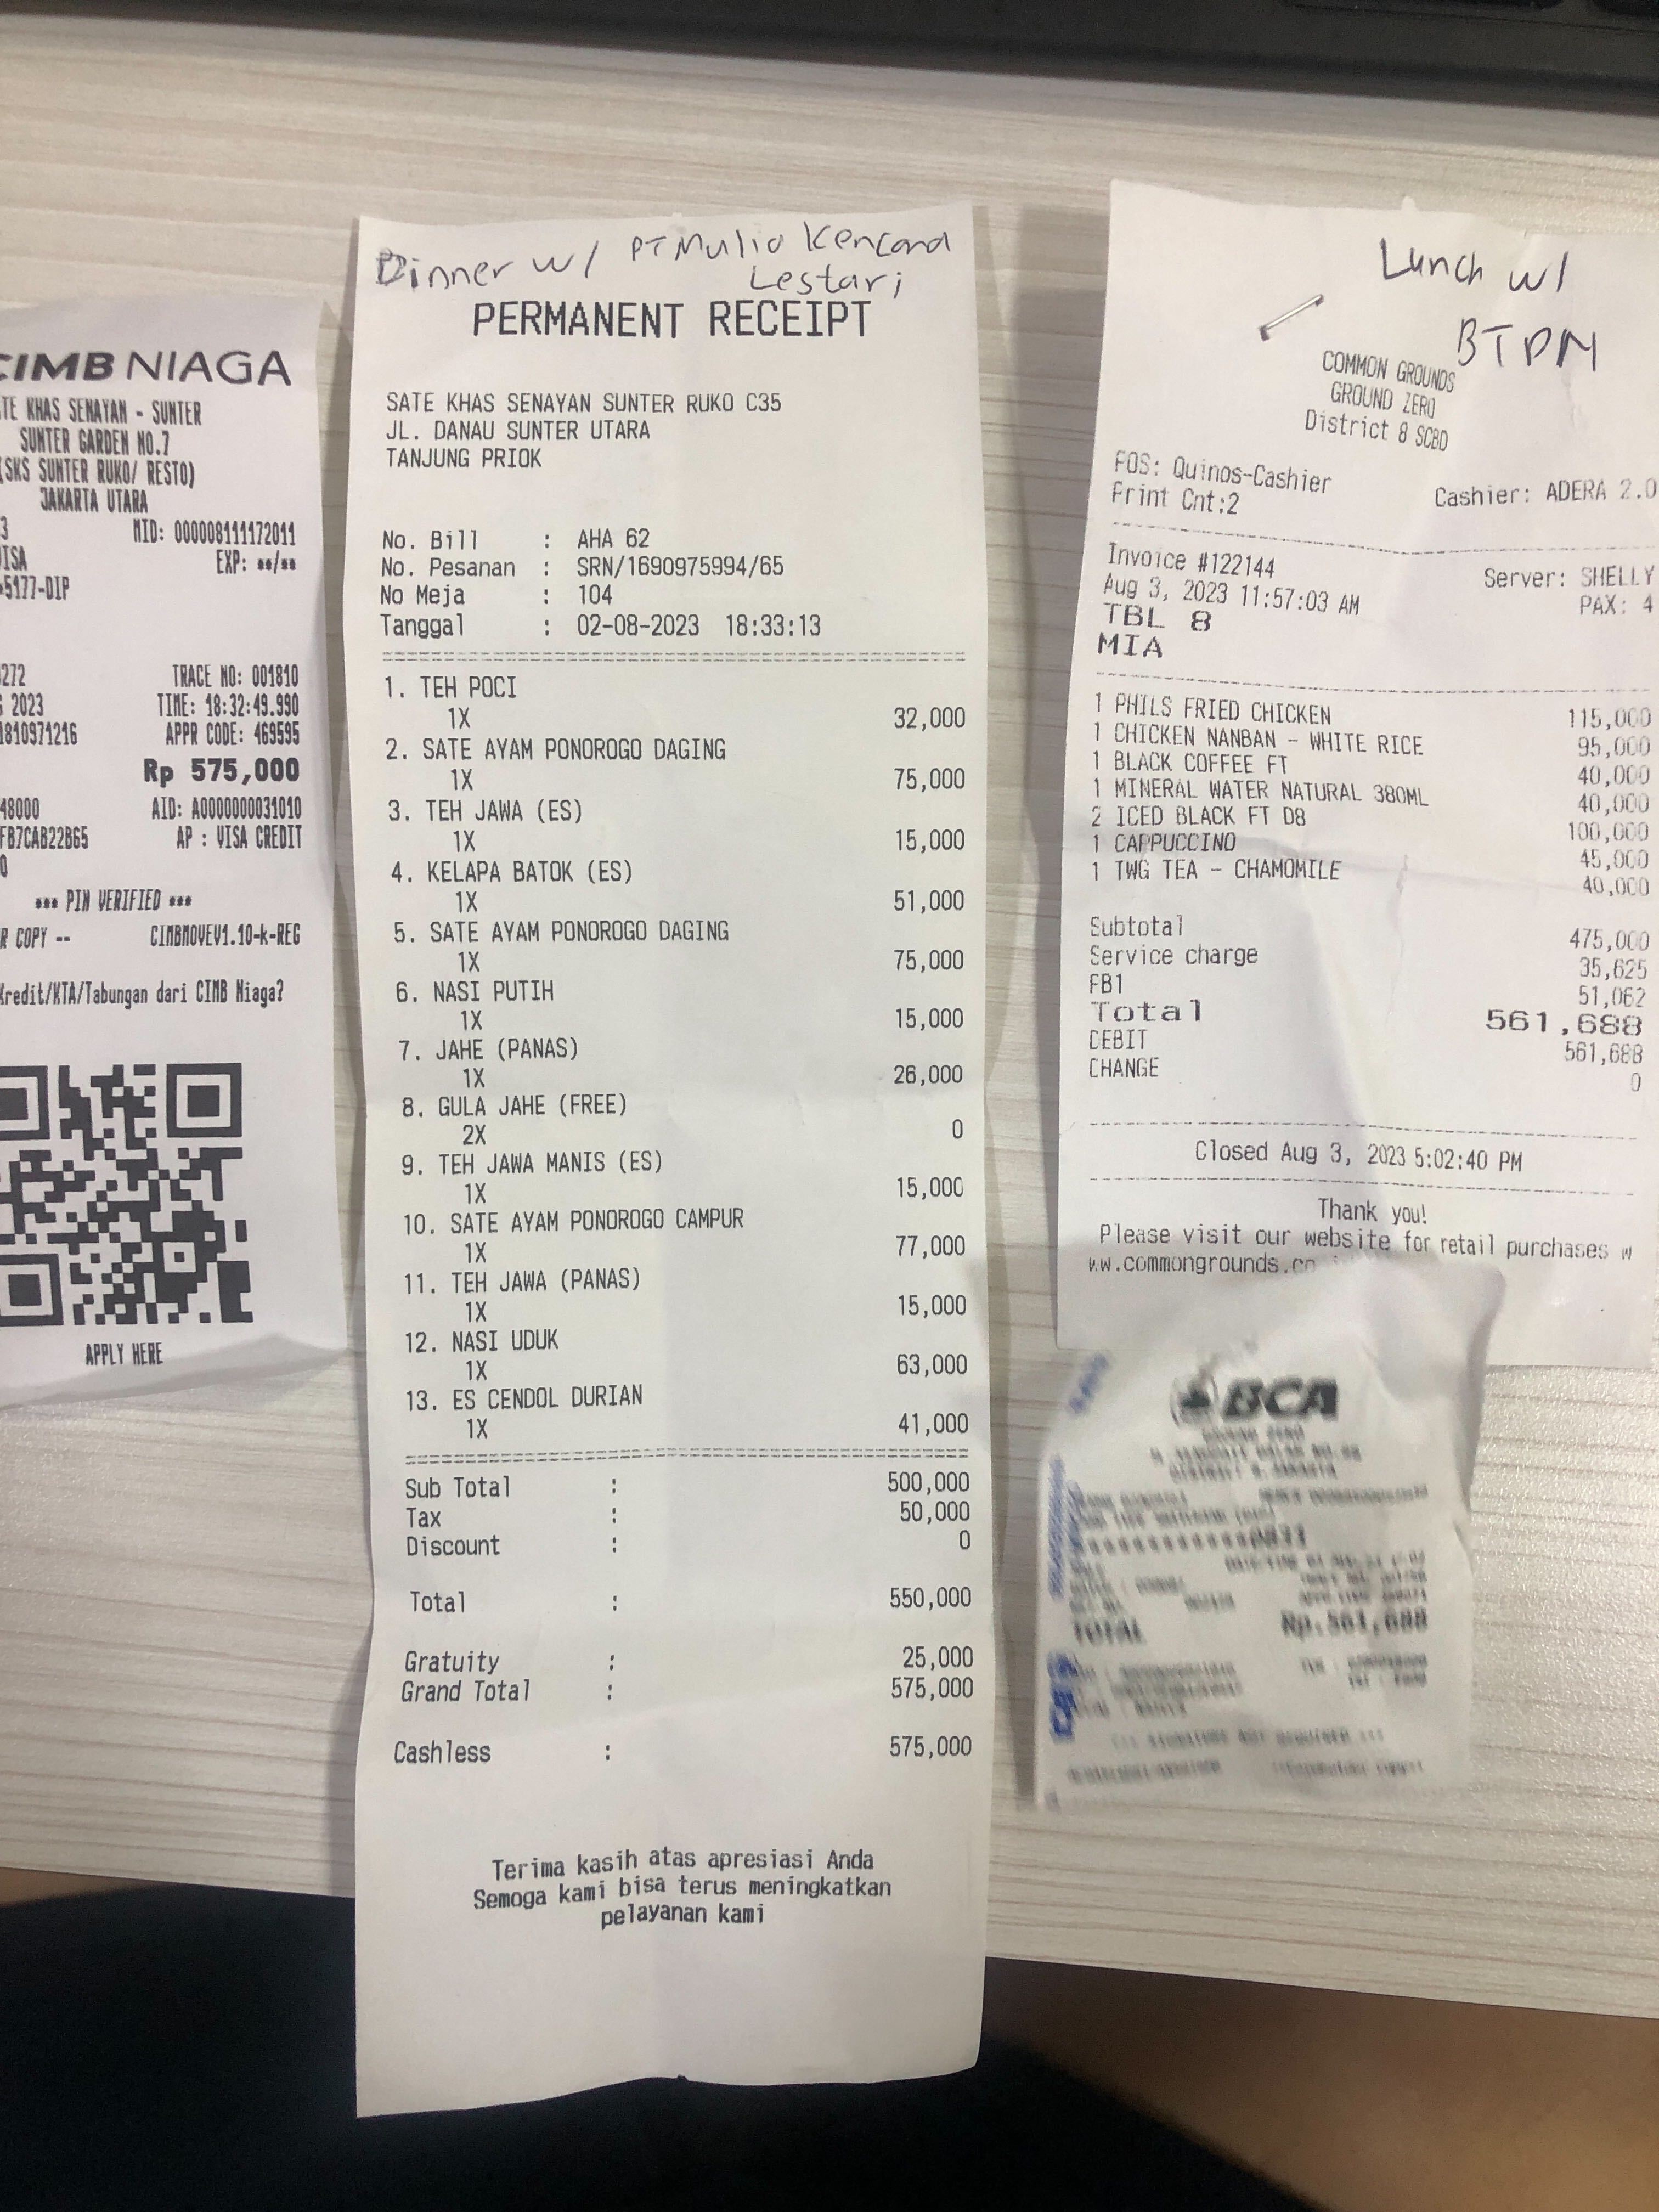 CIMB NIAGA
TE KHAS SENAYAN - SUNTER
SUNTER GARDEN NO.7
(SKS SUNTER RUKO/ RESTO)
JAKARTA UTARA
3 MID: 000008111172011
ISA EXP: **/**
5177-DIP
272 TRACE NO: 001810
2023 TIME: 18:32:49.990
1810971216 APPR CODE: 469595
Rp 575,000
48000 AID: A0000000031010
FB7CAB22B65 AP : VISA CREDIT
0
*** PIN VERIFIED ***
R COPY -- CIMBMOVEV1.10-k-REG
Kredit/KTA/Tabungan dari CIMB Niaga?
APPLY HERE
Dinner w/ PT Mulio Kencana
Lestari
PERMANENT RECEIPT
SATE KHAS SENAYAN SUNTER RUKO C35
JL. DANAU SUNTER UTARA
TANJUNG PRIOK
No. Bill : AHA 62
No. Pesanan : SRN/1690975994/65
No Meja : 104
Tanggal : 02-08-2023 18:33:13
1. TEH POCI
1X 32,000
2. SATE AYAM PONOROGO DAGING
1X 75,000
3. TEH JAWA (ES)
1X 15,000
4. KELAPA BATOK (ES)
1X 51,000
5. SATE AYAM PONOROGO DAGING
1X 75,000
6. NASI PUTIH
1X 15,000
7. JAHE (PANAS)
1X 26,000
8. GULA JAHE (FREE)
2X 0
9. TEH JAWA MANIS (ES)
1X 15,000
10. SATE AYAM PONOROGO CAMPUR
1X 77,000
11. TEH JAWA (PANAS)
1X 15,000
12. NASI UDUK
1X 63,000
13. ES CENDOL DURIAN
1X 41,000
Sub Total : 500,000
Tax : 50,000
Discount : 0
Total : 550,000
Gratuity : 25,000
Grand Total : 575,000
Cashless : 575,000
Terima kasih atas apresiasi Anda
Semoga kami bisa terus meningkatkan
pelayanan kami
Lunch w/
BTPN
COMMON GROUNDS
GROUND ZERO
District 8 SCBD
POS: Quinos-Cashier
Print Cnt:2 Cashier: ADERA 2.0
Invoice #122144 Server: SHELLY
Aug 3, 2023 11:57:03 AM PAX: 4
TBL 8
MIA
1 PHILS FRIED CHICKEN 115,000
1 CHICKEN NANBAN - WHITE RICE 95,000
1 BLACK COFFEE FT 40,000
1 MINERAL WATER NATURAL 380ML 40,000
2 ICED BLACK FT D8 100,000
1 CAPPUCCINO 45,000
1 TWG TEA - CHAMOMILE 40,000
Subtotal 475,000
Service charge 35,625
PB1 51,062
Total 561,688
DEBIT 561,688
CHANGE 0
Closed Aug 3, 2023 5:02:40 PM
Thank you!
Please visit our website for retail purchases w
ww.commongrounds.co
BCA
TOTAL Rp.561,688